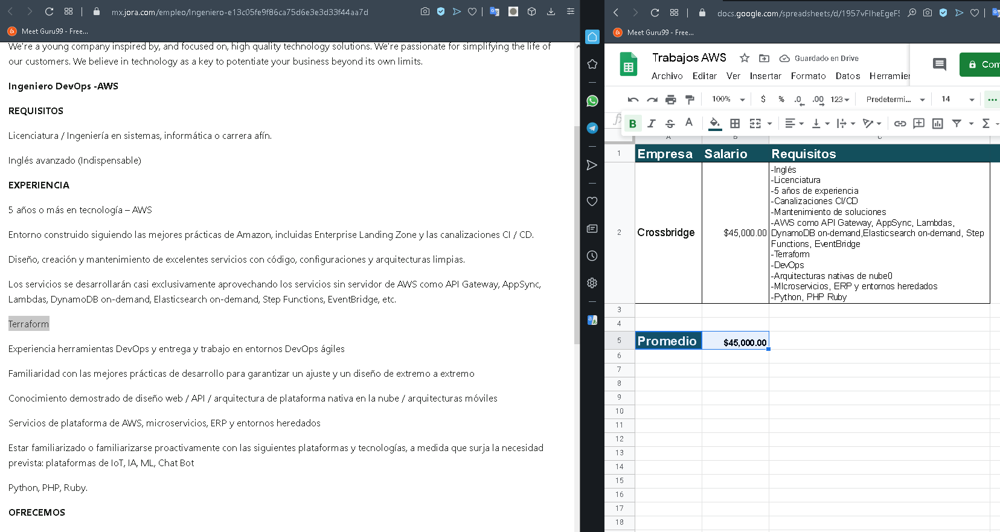 mx.jora.com/empleo/Ingeniero-e13c05fe9f86ca75d6e3e3d33f44aa7d
Meet Guru99 - Free...
We're a young company inspired by, and focused on, high quality technology solutions. We're passionate for simplifying the life of
our customers. We believe in technology as a key to potentiate your business beyond its own limits.
Ingeniero DevOps -AWS
REQUISITOS
Licenciatura / Ingeniería en sistemas, informática o carrera afín.
Inglés avanzado (Indispensable)
EXPERIENCIA
5 años o más en tecnología – AWS
Entorno construido siguiendo las mejores prácticas de Amazon, incluidas Enterprise Landing Zone y las canalizaciones CI / CD.
Diseño, creación y mantenimiento de excelentes servicios con código, configuraciones y arquitecturas limpias.
Los servicios se desarrollarán casi exclusivamente aprovechando los servicios sin servidor de AWS como API Gateway, AppSync,
Lambdas, DynamoDB on-demand, Elasticsearch on-demand, Step Functions, EventBridge, etc.
Terraform
Experiencia herramientas DevOps y entrega y trabajo en entornos DevOps ágiles
Familiaridad con las mejores prácticas de desarrollo para garantizar un ajuste y un diseño de extremo a extremo
Conocimiento demostrado de diseño web / API / arquitectura de plataforma nativa en la nube / arquitecturas móviles
Servicios de plataforma de AWS, microservicios, ERP y entornos heredados
Estar familiarizado o familiarizarse proactivamente con las siguientes plataformas y tecnologías, a medida que surja la necesidad
prevista: plataformas de IoT, IA, ML, Chat Bot
Python, PHP, Ruby.
OFRECEMOS
docs.google.com/spreadsheets/d/1957vFlheEgeF
Meet Guru99 - Free...
Trabajos AWS
Guardado en Drive
Archivo Editar Ver Insertar Formato Datos Herramie
Com
100% $ % .0 .00 123 Predetermi... 14
B I S A
A B C
1 Empresa Salario Requisitos
-Inglés
-Licenciatura
-5 años de experiencia
-Canalizaciones CI/CD
-Mantenimiento de soluciones
-AWS como API Gateway, AppSync, Lambdas,
2 Crossbridge $45,000.00 DynamoDB on-demand,Elasticsearch on-demand, Step
Functions, EventBridge
-Terraform
-DevOps
-Arquitecturas nativas de nube0
-MIcroservicios, ERP y entornos heredados
-Python, PHP Ruby
3
4
5 Promedio $45,000.00
6
7
8
9
10
11
12
13
14
15
16
17
18